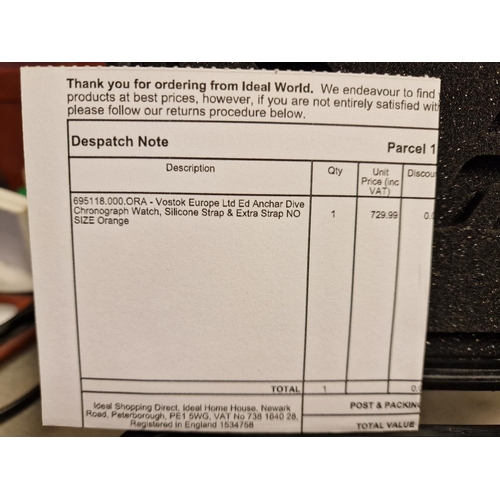 Thank you for ordering from Ideal World. We endeavour to find
products at best prices, however, if you are not entirely satisfied
please follow our returns procedure below.
Despatch Note Parcel 1
Description Qty Unit
Price (inc
VAT)
695118.000.ORA - Vostok Europe Ltd Ed Anchar Dive
Chronograph Watch, Silicone Strap & Extra Strap NO
SIZE Orange 1 729.99
TOTAL 1
Ideal Shopping Direct, Ideal Home House, Newark
Road, Peterborough, PE1 5WG, VAT No 738 1640 28,
Registered in England 1534758
POST &
TOTAL VALUE